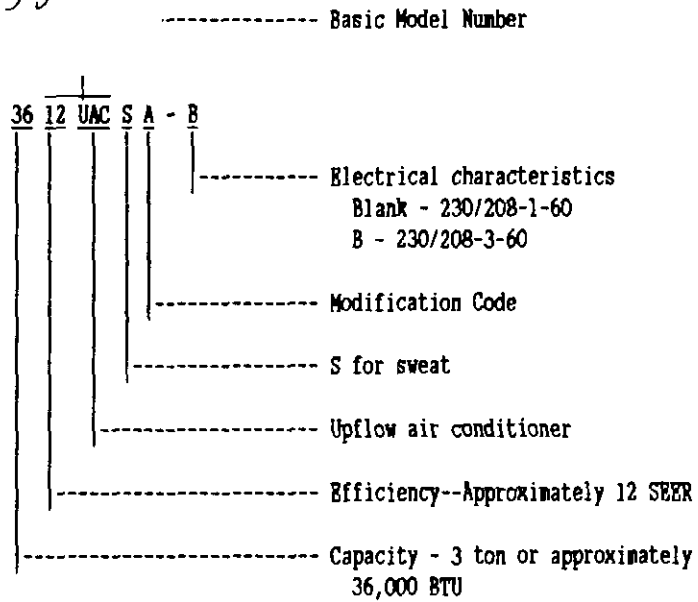 Basic Model Number
36 12 UAC S A - B
Electrical characteristics
Blank - 230/208-1-60
B - 230/208-3-60
Modification Code
S for sweat
Upflow air conditioner
Efficiency--Approximately 12 SEER
Capacity - 3 ton or approximately
36,000 BTU